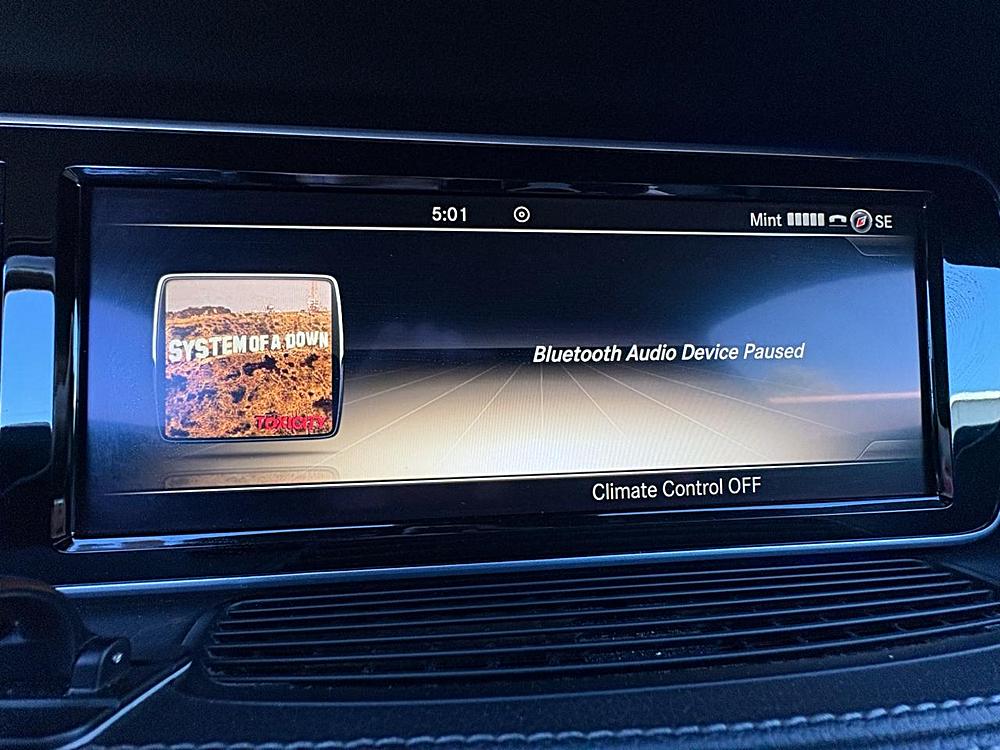 5:01
Mint SE
SYSTEM OF A DOWN
TOXICITY
Bluetooth Audio Device Paused
Climate Control OFF